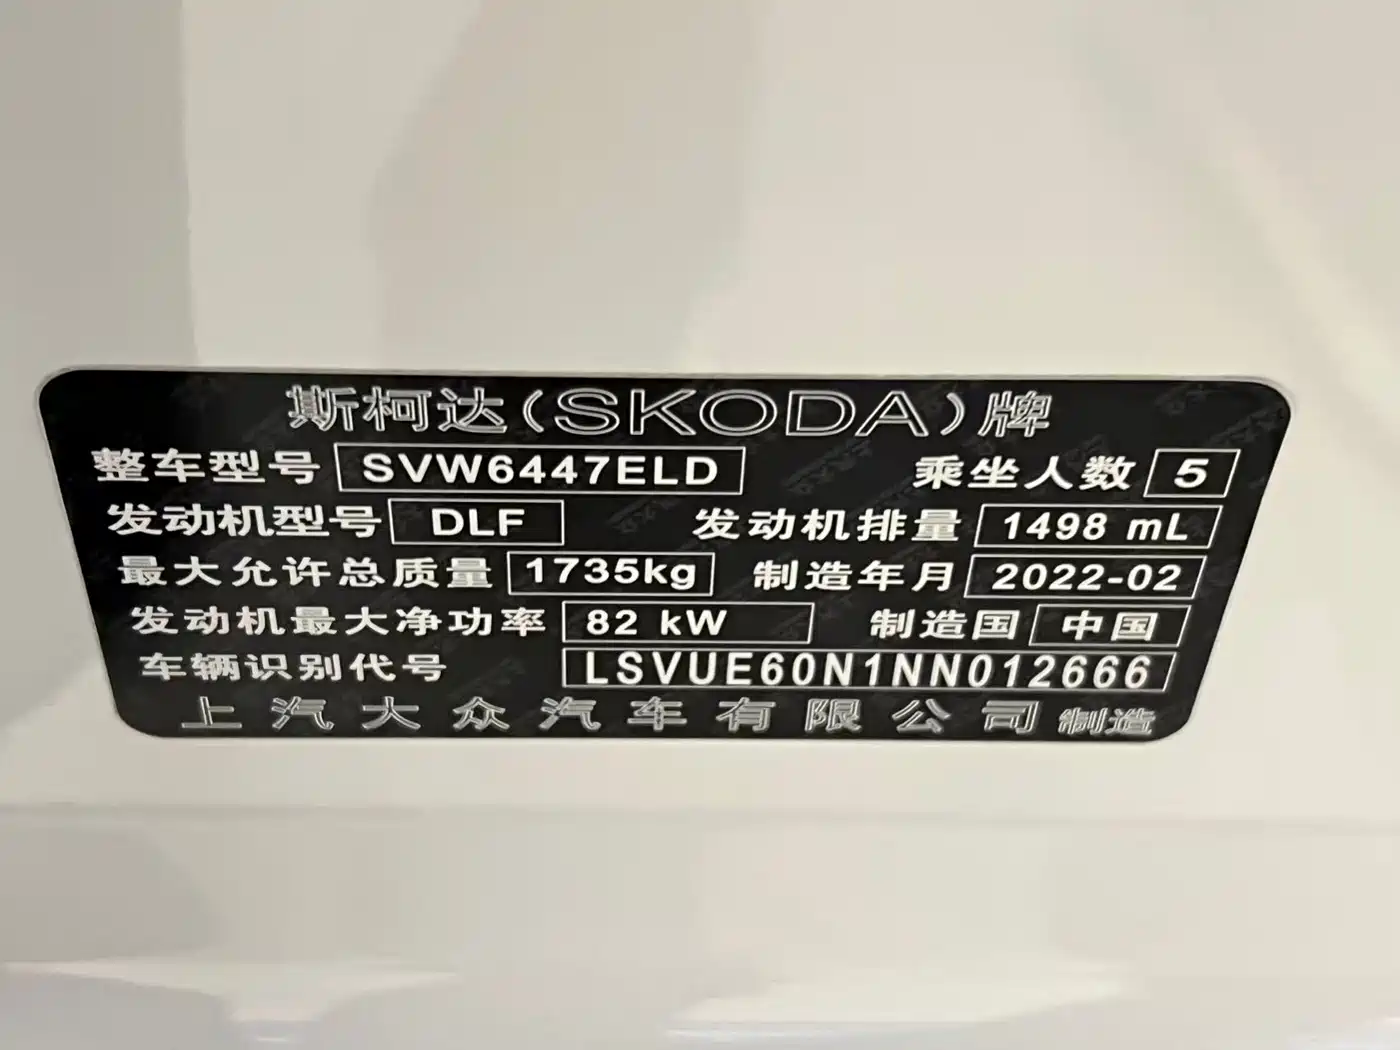 斯柯达(SKODA)牌
整车型号 SVW6447ELD 乘坐人数 5
发动机型号 DLF 发动机排量 1498 mL
最大允许总质量 1735kg 制造年月 2022-02
发动机最大净功率 82 kW 制造国 中国
车辆识别代号 LSVUE60N1NN012666
上汽大众汽车有限公司 制造